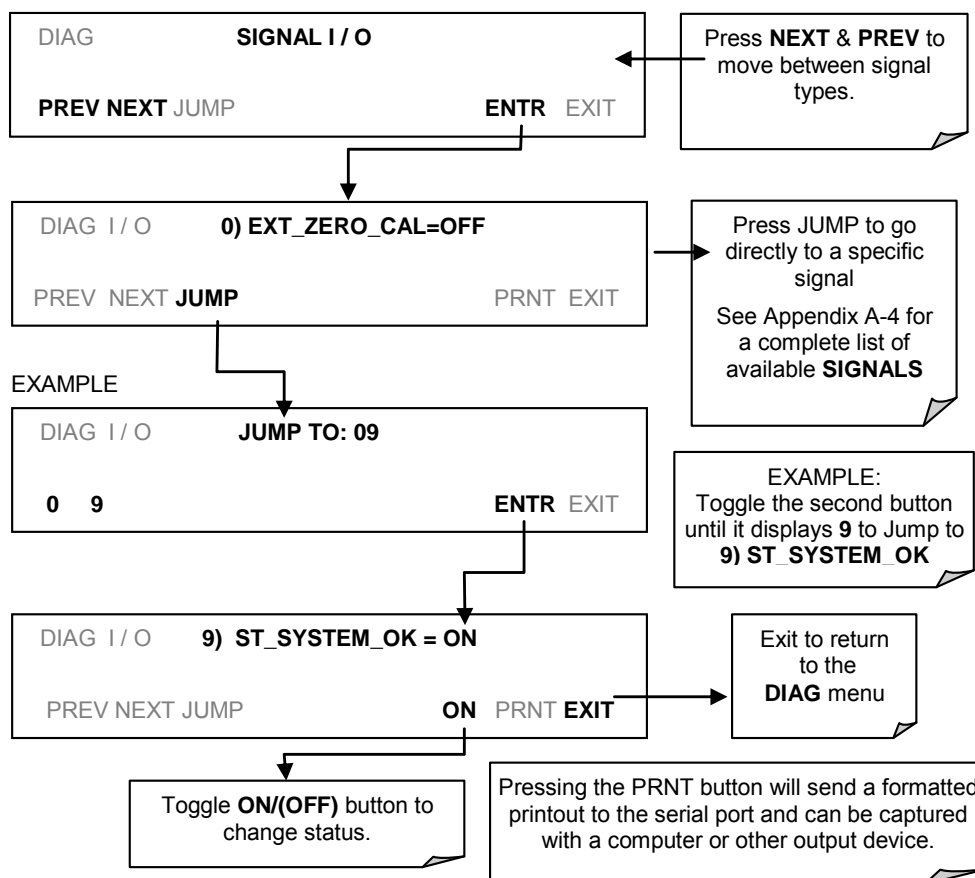 DIAG SIGNAL I / O
PREV NEXT JUMP ENTR EXIT
Press NEXT & PREV to
move between signal
types.
DIAG I / O 0) EXT_ZERO_CAL=OFF
PREV NEXT JUMP PRNT EXIT
Press JUMP to go
directly to a specific
signal
See Appendix A-4 for
a complete list of
available SIGNALS
EXAMPLE
DIAG I / O JUMP TO: 09
0 9 ENTR EXIT
EXAMPLE:
Toggle the second button
until it displays 9 to Jump to
9) ST_SYSTEM_OK
DIAG I / O 9) ST_SYSTEM_OK = ON
PREV NEXT JUMP ON PRNT EXIT
Exit to return
to the
DIAG menu
Toggle ON/(OFF) button to
change status.
Pressing the PRNT button will send a formatted
printout to the serial port and can be captured
with a computer or other output device.